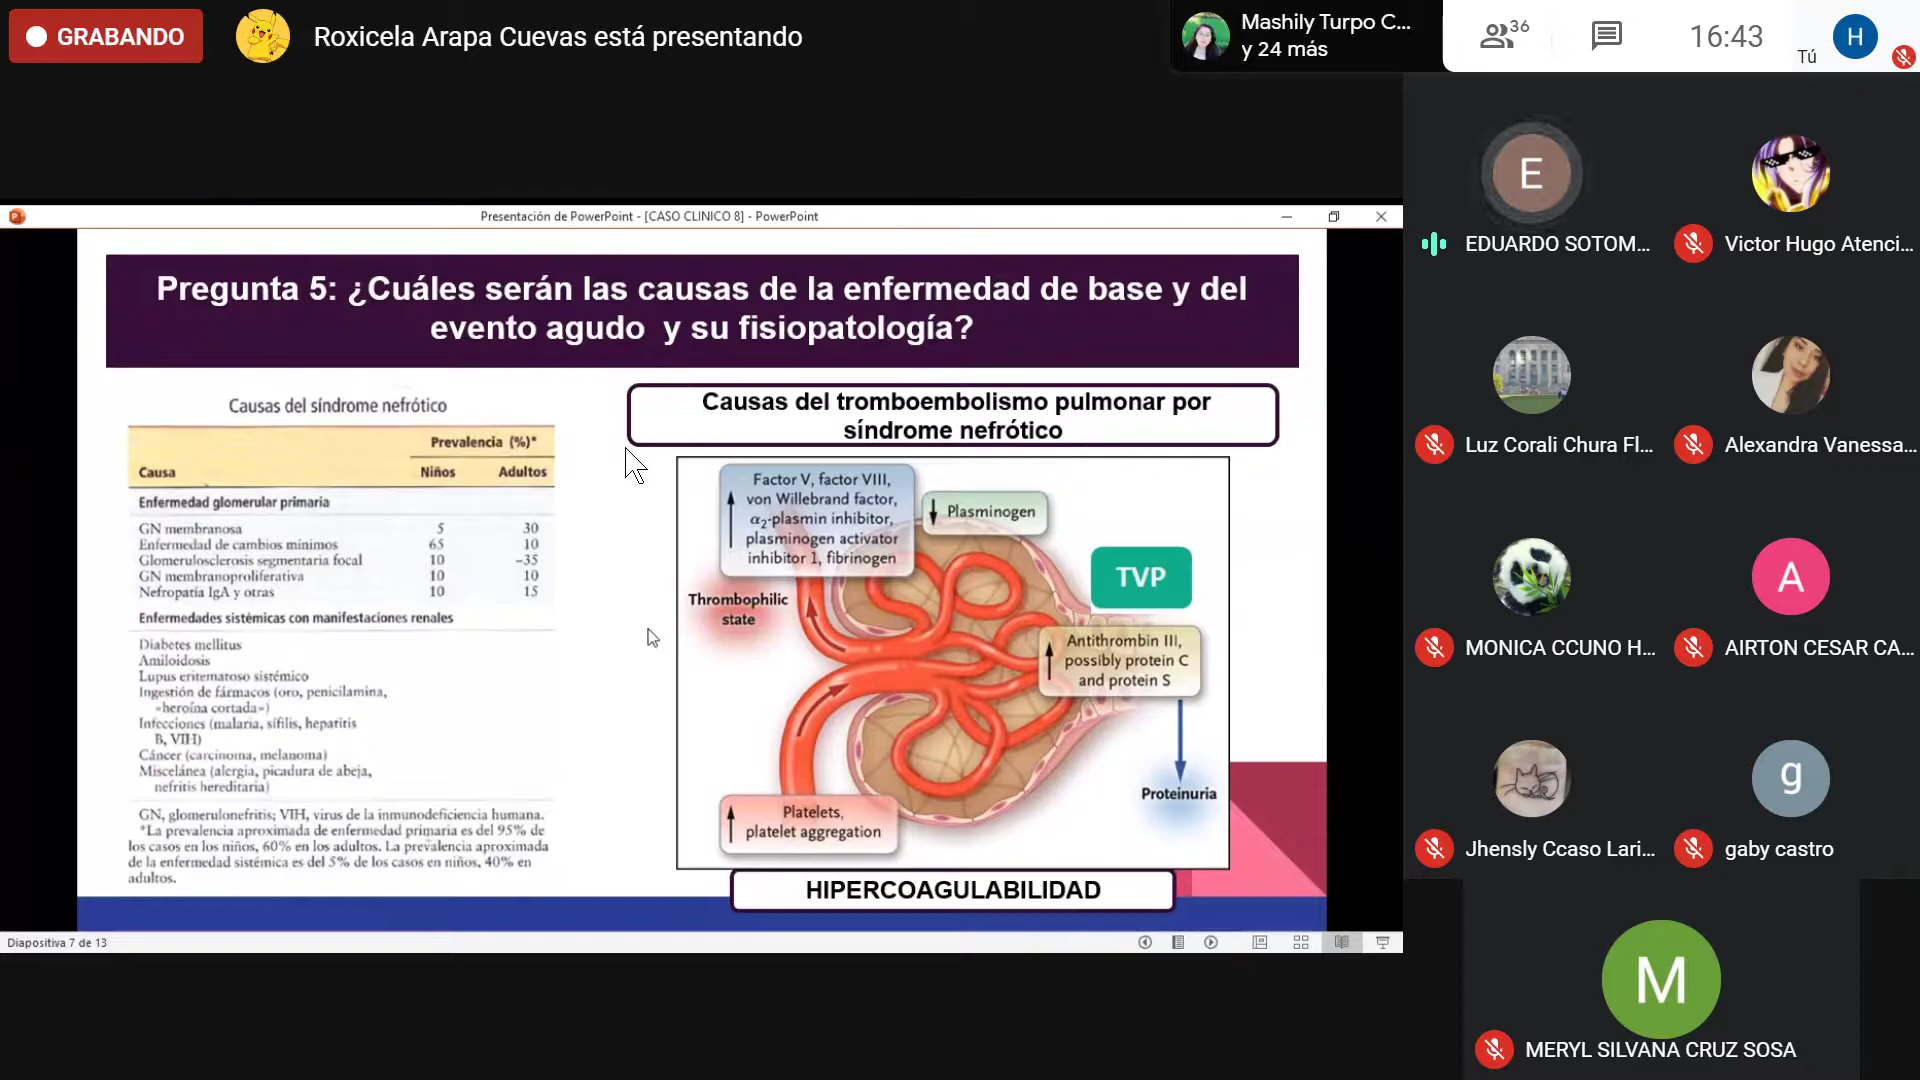 GRABANDO
Roxicela Arapa Cuevas está presentando
Mashily Turpo C...
y 24 más
36
16:43
Tú
H
Presentación de PowerPoint - [CASO CLINICO 8] - PowerPoint
Pregunta 5: ¿Cuáles serán las causas de la enfermedad de base y del
evento agudo y su fisiopatología?
Causas del síndrome nefrótico
Prevalencia (%)*
Causa Niños Adultos
Enfermedad glomerular primaria
GN membranosa 5 30
Enfermedad de cambios mínimos 65 10
Glomerulosclerosis segmentaria focal 10 ~35
GN membranoproliferativa 10 10
Nefropatía IgA y otras 10 15
Enfermedades sistémicas con manifestaciones renales
Diabetes mellitus
Amiloidosis
Lupus eritematoso sistémico
Ingestión de fármacos (oro, penicilamina,
«heroína cortada»)
Infecciones (malaria, sífilis, hepatitis
B, VIH)
Cáncer (carcinoma, melanoma)
Miscelánea (alergia, picadura de abeja,
nefritis hereditaria)
GN, glomerulonefritis; VIH, virus de la inmunodeficiencia humana.
*La prevalencia aproximada de enfermedad primaria es del 95% de
los casos en los niños, 60% en los adultos. La prevalencia aproximada
de la enfermedad sistémica es del 5% de los casos en niños, 40% en
adultos.
Causas del tromboembolismo pulmonar por
síndrome nefrótico
Factor V, factor VIII,
von Willebrand factor,
α2-plasmin inhibitor,
plasminogen activator
inhibitor 1, fibrinogen
Plasminogen
TVP
Thrombophilic
state
Antithrombin III,
possibly protein C
and protein S
Proteinuria
Platelets,
platelet aggregation
HIPERCOAGULABILIDAD
Diapositiva 7 de 13
E
EDUARDO SOTOM...
Victor Hugo Atenci...
Luz Corali Chura Fl...
Alexandra Vanessa...
MONICA CCUNO H...
A
AIRTON CESAR CA...
Jhensly Ccaso Lari...
g
gaby castro
M
MERYL SILVANA CRUZ SOSA